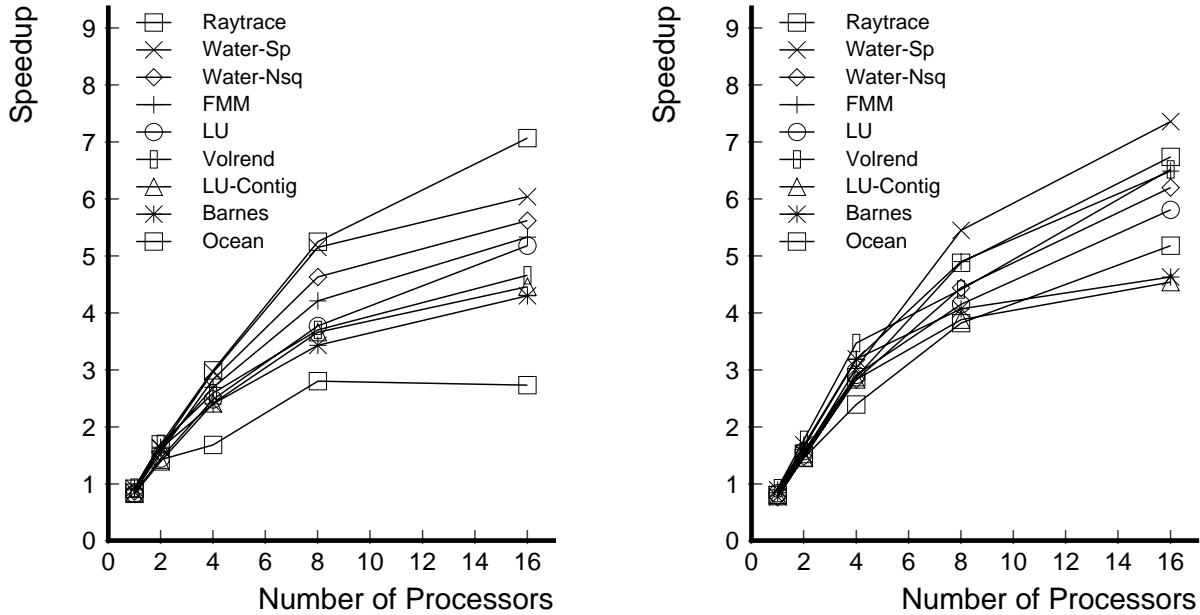 Speedup
9
8
7
6
5
4
3
2
1
0
Raytrace
Water-Sp
Water-Nsq
FMM
LU
Volrend
LU-Contig
Barnes
Ocean
0 2 4 6 8 10 12 14 16
Number of Processors
Speedup
9
8
7
6
5
4
3
2
1
0
Raytrace
Water-Sp
Water-Nsq
FMM
LU
Volrend
LU-Contig
Barnes
Ocean
0 2 4 6 8 10 12 14 16
Number of Processors